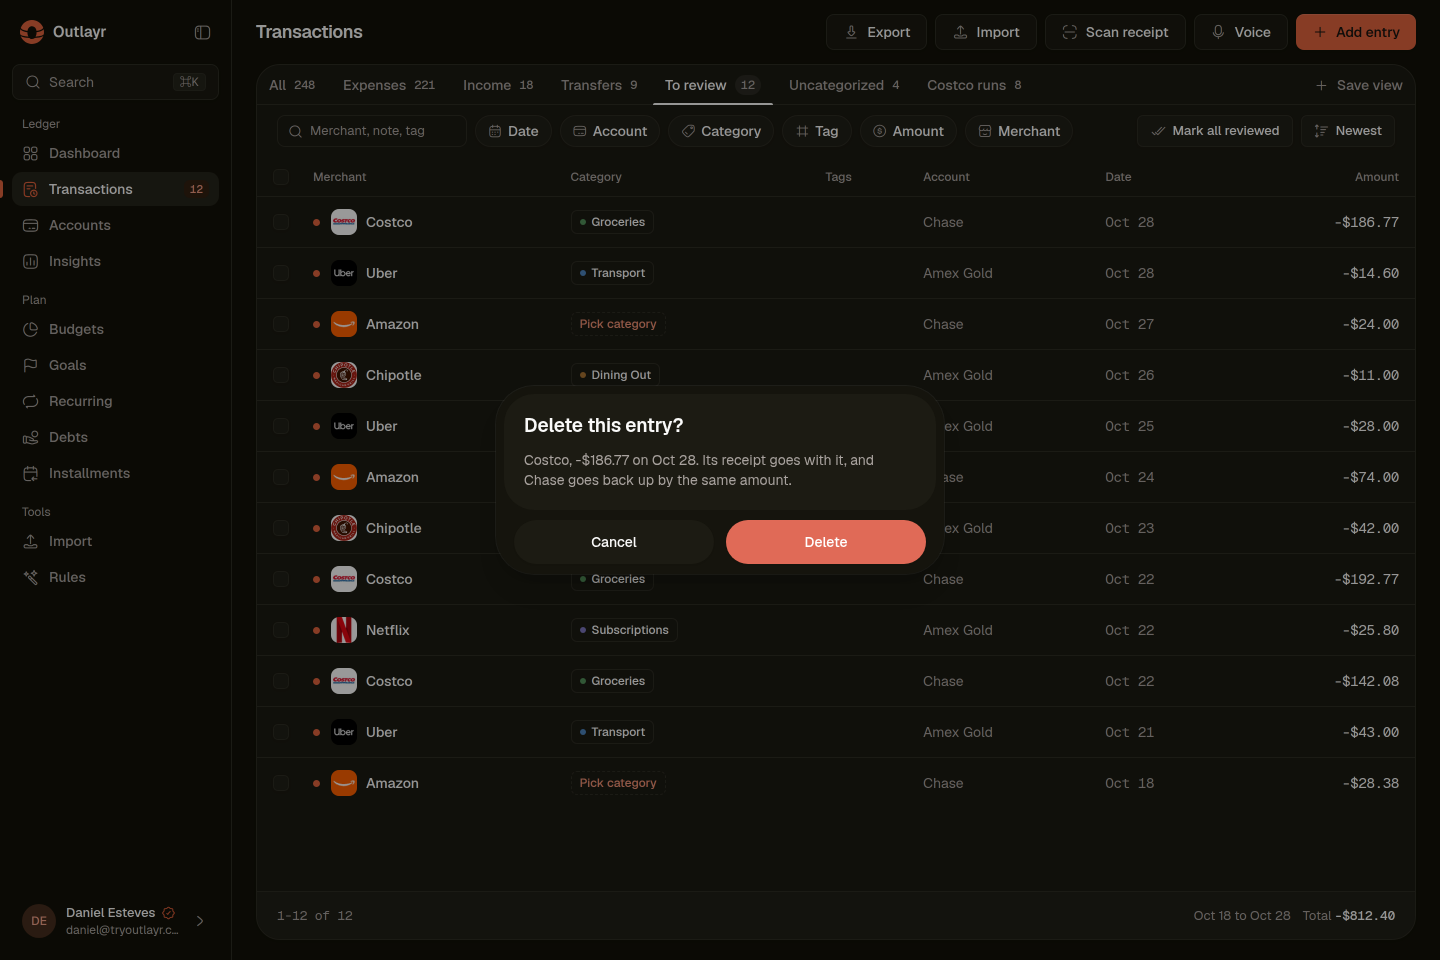 Outlayr
Search ⌘K
Ledger
Dashboard
Transactions 12
Accounts
Insights
Plan
Budgets
Goals
Recurring
Debts
Installments
Tools
Import
Rules
DE
Daniel Esteves
daniel@tryoutlayr.c...
Transactions
Export
Import
Scan receipt
Voice
Add entry
All 248
Expenses 221
Income 18
Transfers 9
To review 12
Uncategorized 4
Costco runs 8
Save view
Merchant, note, tag
Date
Account
Category
Tag
Amount
Merchant
Mark all reviewed
Newest
Merchant Category Tags Account Date Amount
Costco Groceries Chase Oct 28 -$186.77
Uber Uber Transport Amex Gold Oct 28 -$14.60
Amazon Pick category Chase Oct 27 -$24.00
Chipotle Dining Out Amex Gold Oct 26 -$11.00
Uber Uber ex Gold Oct 25 -$28.00
Amazon ase Oct 24 -$74.00
Chipotle ex Gold Oct 23 -$42.00
Costco Groceries Chase Oct 22 -$192.77
Netflix Subscriptions Amex Gold Oct 22 -$25.80
Costco Groceries Chase Oct 22 -$142.08
Uber Uber Transport Amex Gold Oct 21 -$43.00
Amazon Pick category Chase Oct 18 -$28.38
Delete this entry?
Costco, -$186.77 on Oct 28. Its receipt goes with it, and
Chase goes back up by the same amount.
Cancel
Delete
1-12 of 12
Oct 18 to Oct 28 Total -$812.40